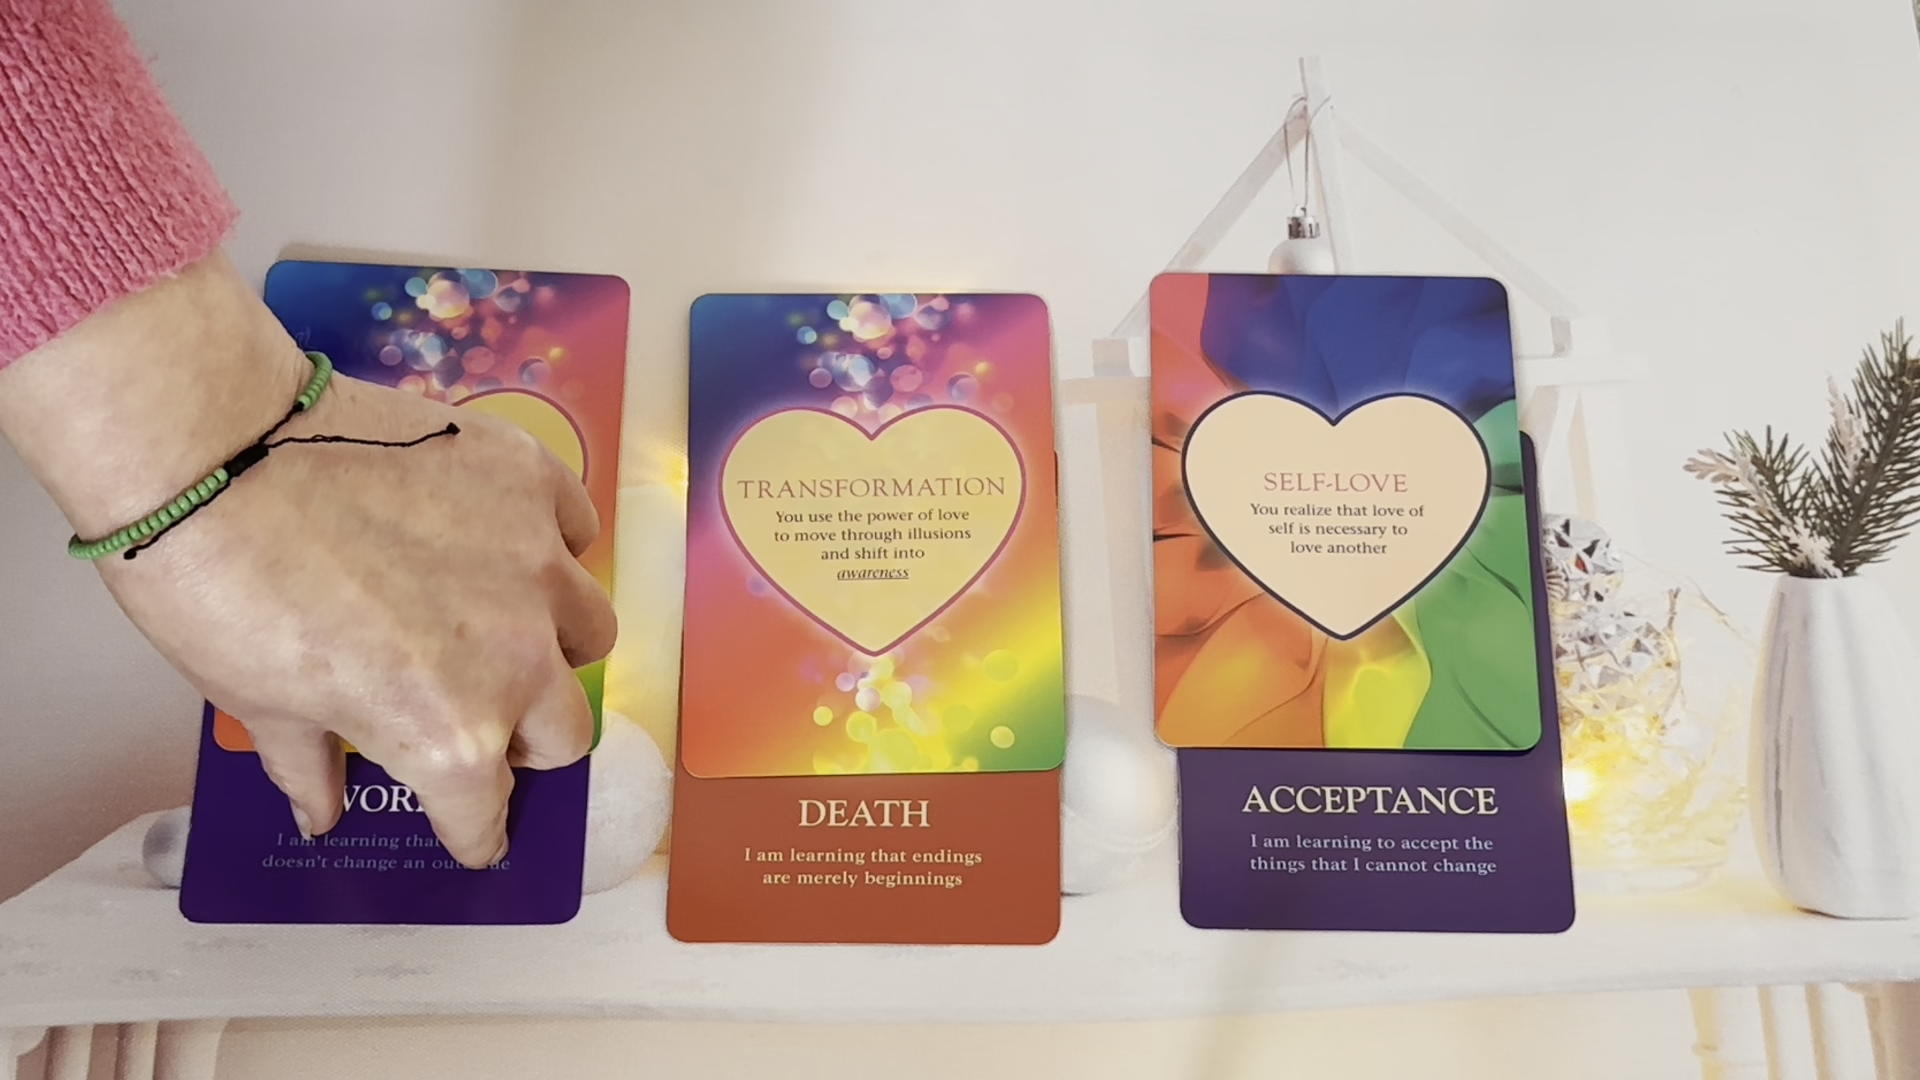 I am learning that
doesn't change an
TRANSFORMATION
You use the power of love
to move through illusions
and shift into
awareness
DEATH
I am learning that endings
are merely beginnings
SELF-LOVE
You realize that love of
self is necessary to
love another
ACCEPTANCE
I am learning to accept the
things that I cannot change